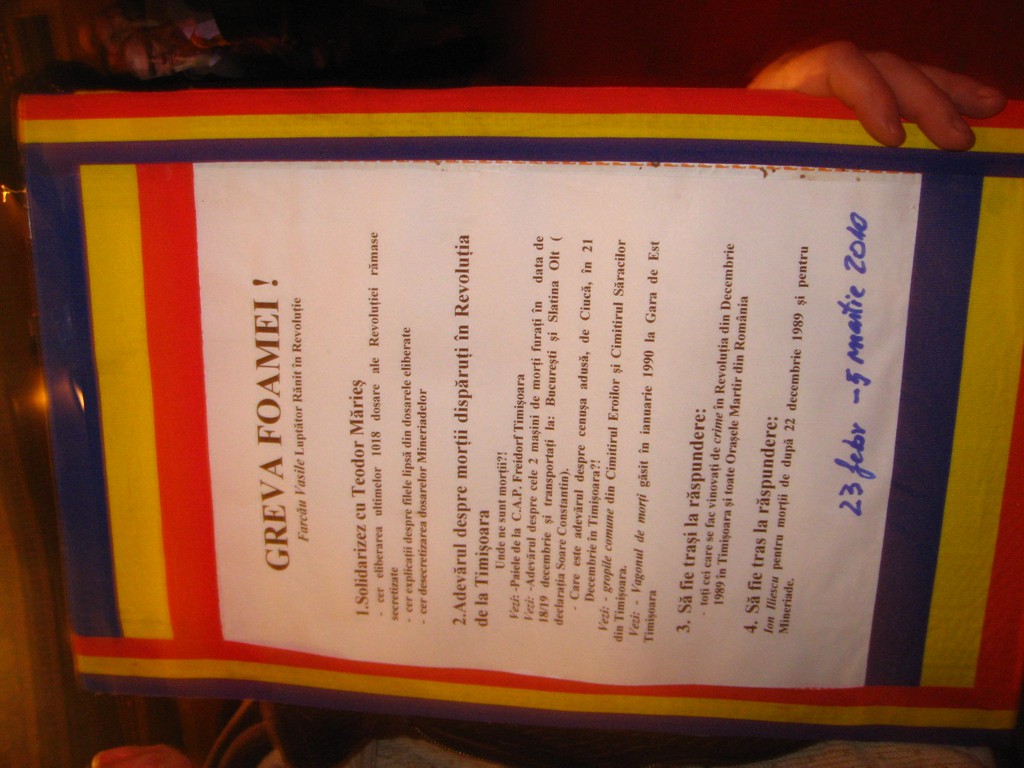 GREVA FOAMEI !
Farcău Vasile Luptător Rănit în Revoluție
1.Solidarizez cu Teodor Mărieș
- cer eliberarea ultimelor 1018 dosare ale Revoluției rămase
secretizate
- cer explicații despre filele lipsă din dosarele eliberate
- cer desecretizarea dosarelor Mineriadelor
2.Adevărul despre morții dispăruți în Revoluția
de la Timișoara
Unde ne sunt morții?!
Vezi: -Paiele de la C.A.P. Freidorf Timișoara
Vezi: -Adevărul despre cele 2 mașini de morți furați în data de
18/19 decembrie și transportați la: București și Slatina Olt (
declarația Soare Constantin).
- Care este adevărul despre cenușa adusă, de Ciucă, în 21
Decembrie în Timișoara?!
Vezi: - gropile comune din Cimitirul Eroilor și Cimitirul Săracilor
din Timișoara.
Vezi: - Vagonul de morți găsit în ianuarie 1990 la Gara de Est
Timișoara
3. Să fie trași la răspundere:
- toți cei care se fac vinovați de crime în Revoluția din Decembrie
1989 în Timișoara și toate Orașele Martir din România
4. Să fie tras la răspundere:
Ion Iliescu pentru morții de după 22 decembrie 1989 și pentru
Mineriade.
23 febr - 5 martie 2010